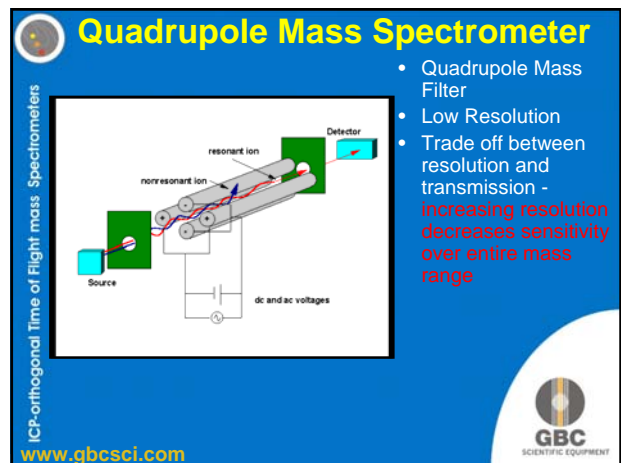 Quadrupole Mass Spectrometer
ICP-orthogonal Time of Flight mass Spectrometers
• Quadrupole Mass
Filter
• Low Resolution
• Trade off between
resolution and
transmission -
increasing resolution
decreases sensitivity
over entire mass
range
Detector
resonant ion
nonresonant ion
+
-
-
+
Source
dc and ac voltages
GBC
SCIENTIFIC EQUIPMENT
www.gbcsci.com